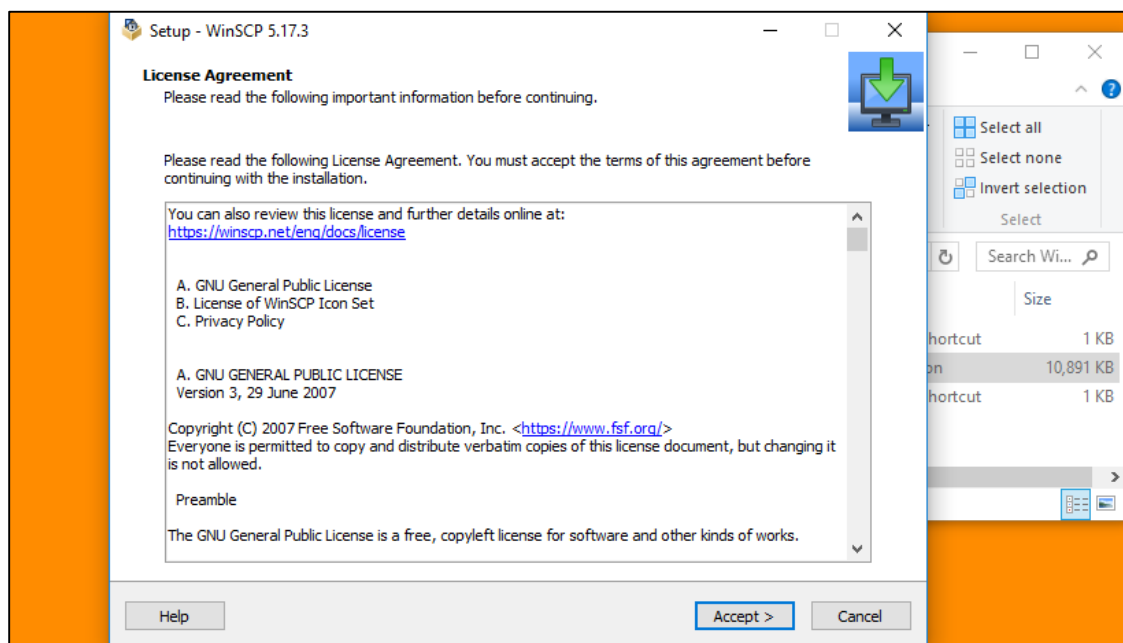 Setup - WinSCP 5.17.3
License Agreement
Please read the following important information before continuing.
Please read the following License Agreement. You must accept the terms of this agreement before
continuing with the installation.
You can also review this license and further details online at:
https://winscp.net/eng/docs/license
A. GNU General Public License
B. License of WinSCP Icon Set
C. Privacy Policy
A. GNU GENERAL PUBLIC LICENSE
Version 3, 29 June 2007
Copyright (C) 2007 Free Software Foundation, Inc. <https://www.fsf.org/>
Everyone is permitted to copy and distribute verbatim copies of this license document, but changing it
is not allowed.
Preamble
The GNU General Public License is a free, copyleft license for software and other kinds of works.
Help
Accept >
Cancel
Select all
Select none
Invert selection
Select
Search Wi...
Size
hortcut 1 KB
on 10,891 KB
hortcut 1 KB